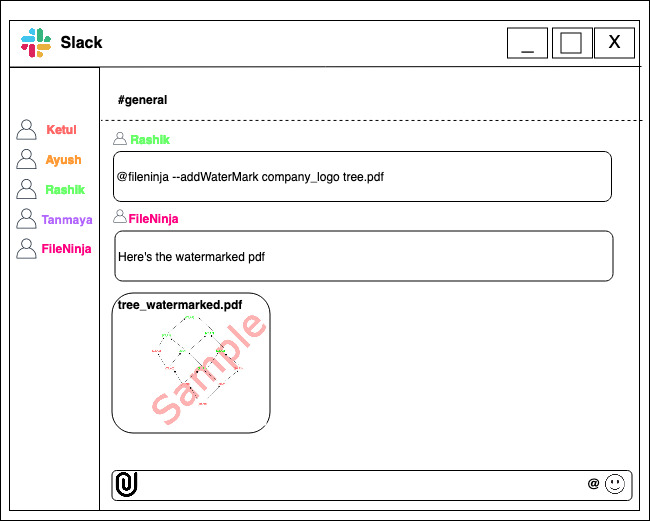 Slack
_ X
#general
Ketul
Ayush
Rashik
Tanmaya
FileNinja
Rashik
@fileninja --addWaterMark company_logo tree.pdf
FileNinja
Here's the watermarked pdf
tree_watermarked.pdf
Sample
@